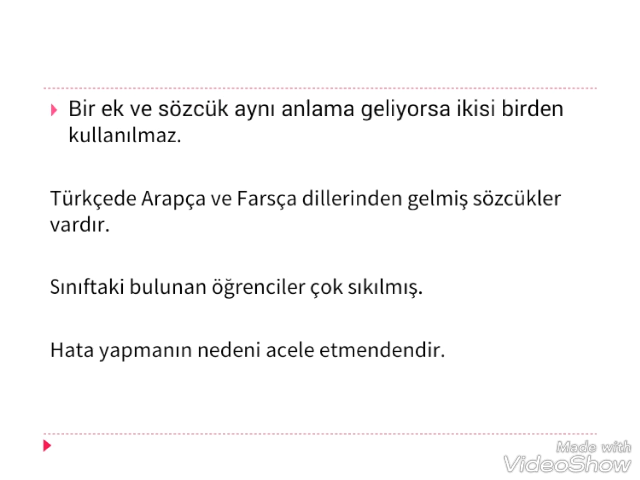 Bir ek ve sözcük aynı anlama geliyorsa ikisi birden
kullanılmaz.
Türkçede Arapça ve Farsça dillerinden gelmiş sözcükler
vardır.
Sınıftaki bulunan öğrenciler çok sıkılmış.
Hata yapmanın nedeni acele etmendendir.
Made with
VideoShow